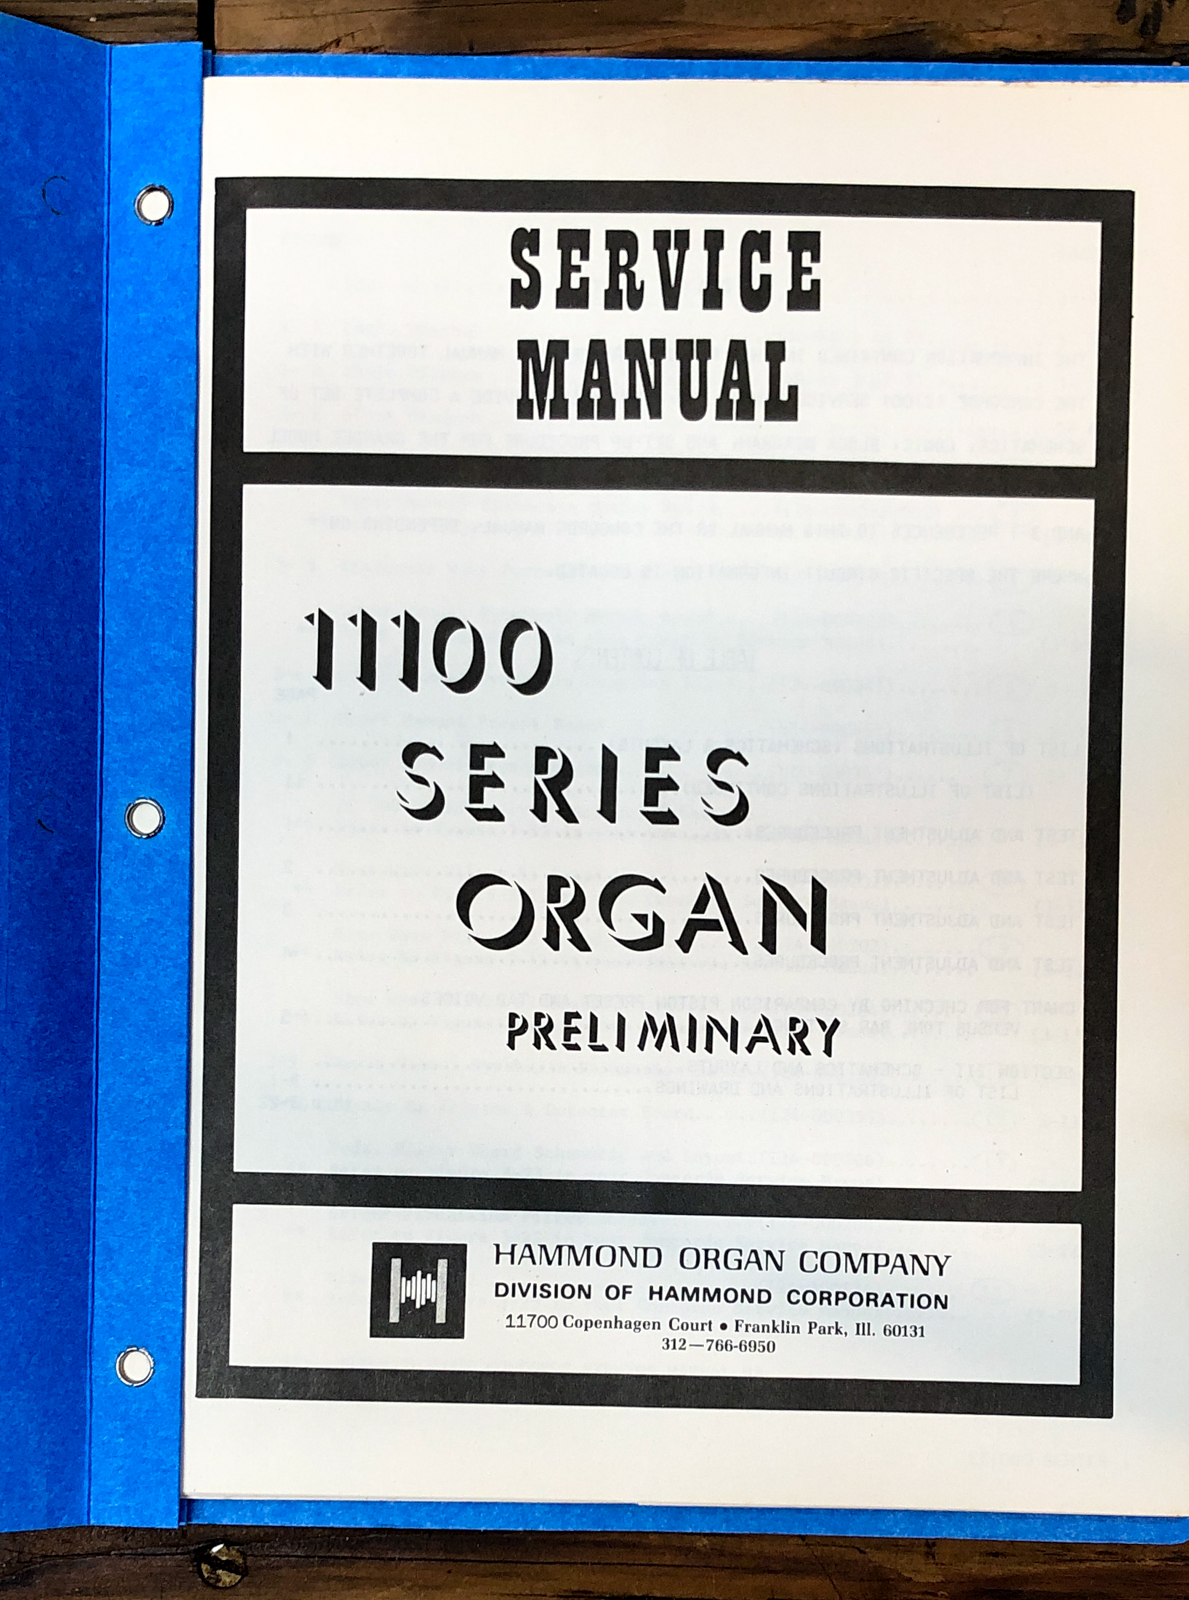 SERVICE
MANUAL
11100
SERIES
ORGAN
PRELIMINARY
HAMMOND ORGAN COMPANY
DIVISION OF HAMMOND CORPORATION
11700 Copenhagen Court • Franklin Park, Ill. 60131
312—766-6950